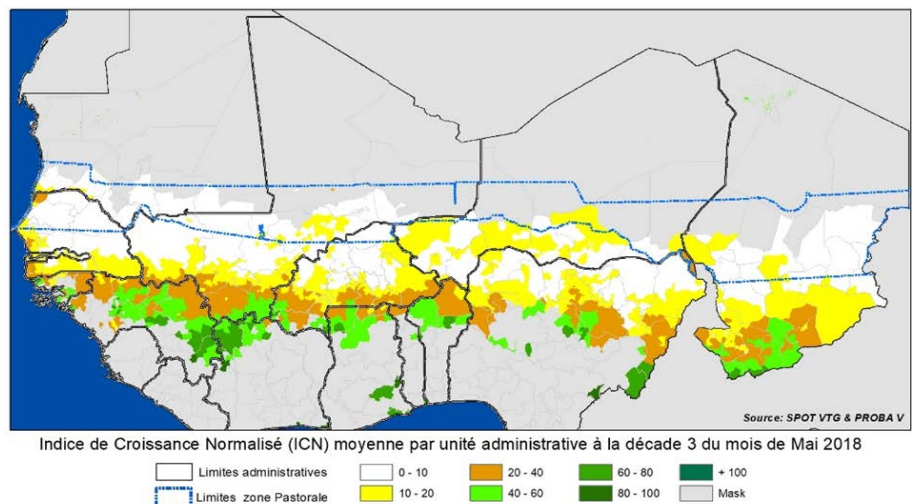 Source: SPOT VTG & PROBA V
Indice de Croissance Normalisé (ICN) moyenne par unité administrative à la décade 3 du mois de Mai 2018
Limites administratives 0 - 10 20 - 40 60 - 80 + 100
Limites zone Pastorale 10 - 20 40 - 60 80 - 100 Mask